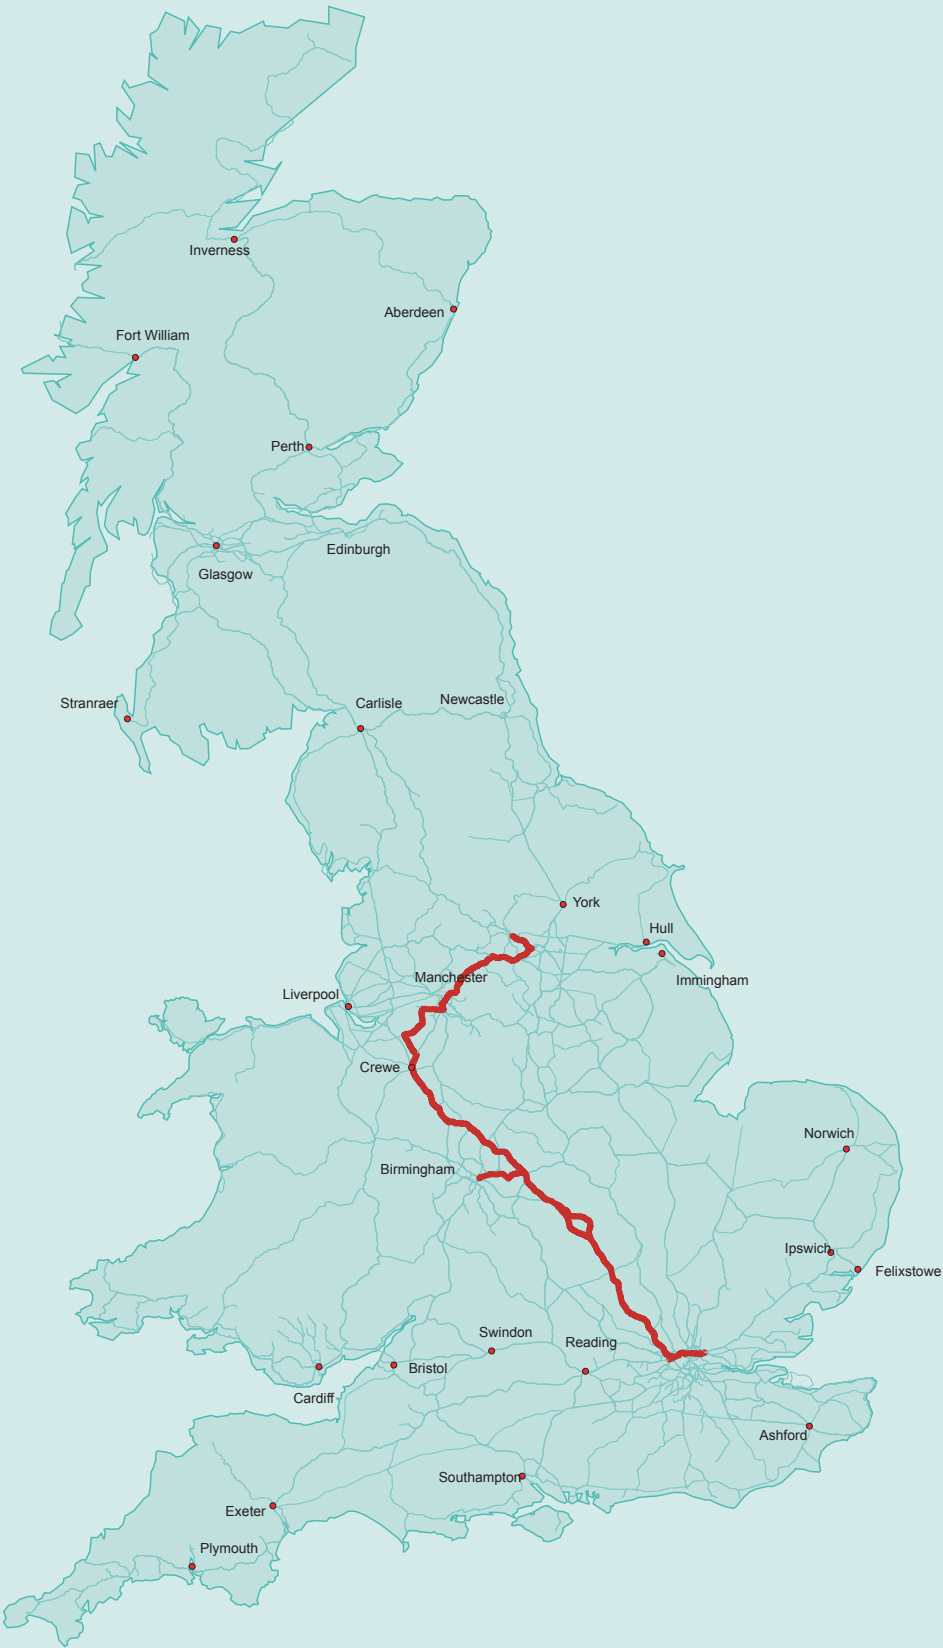 Inverness
Aberdeen
Fort William
Perth
Edinburgh
Glasgow
Stranraer
Carlisle
Newcastle
York
Hull
Manchester
Immingham
Liverpool
Crewe
Norwich
Birmingham
Ipswich
Felixstowe
Swindon
Reading
Bristol
Cardiff
Ashford
Southampton
Exeter
Plymouth